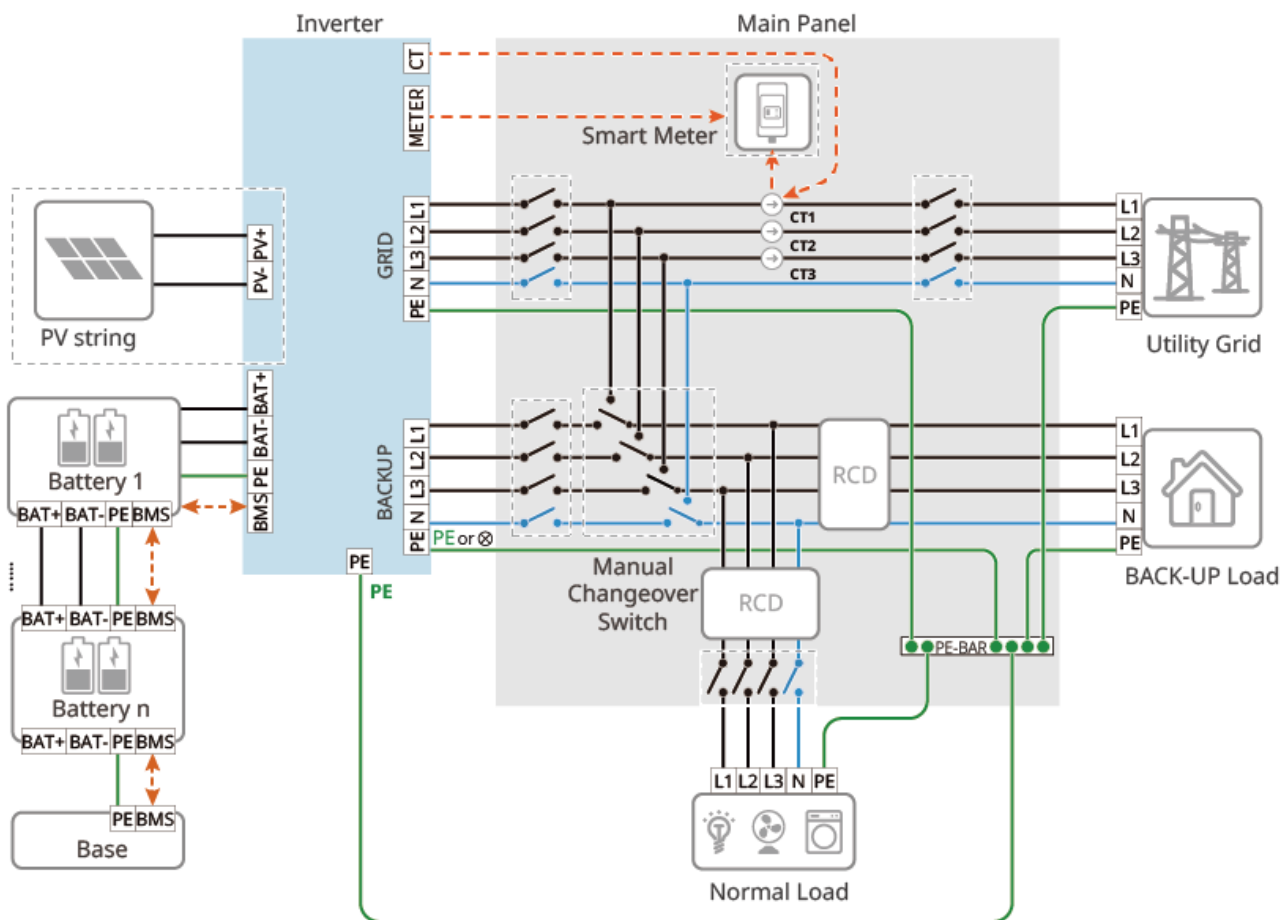 Inverter
Main Panel
CT
METER
Smart Meter
GRID
L1
L2
L3
N
PE
CT1
CT2
CT3
L1
L2
L3
N
PE
Utility Grid
PV+
PV-
PV string
BAT+
BAT-
PE
BMS
Battery 1
BAT+ BAT- PE BMS
......
BACKUP
L1
L2
L3
N
PE
PE or ⊗
PE
PE
Manual
Changeover
Switch
RCD
RCD
L1
L2
L3
N
PE
BACK-UP Load
PE-BAR
BAT+ BAT- PE BMS
Battery n
BAT+ BAT- PE BMS
PE BMS
Base
L1 L2 L3 N PE
Normal Load